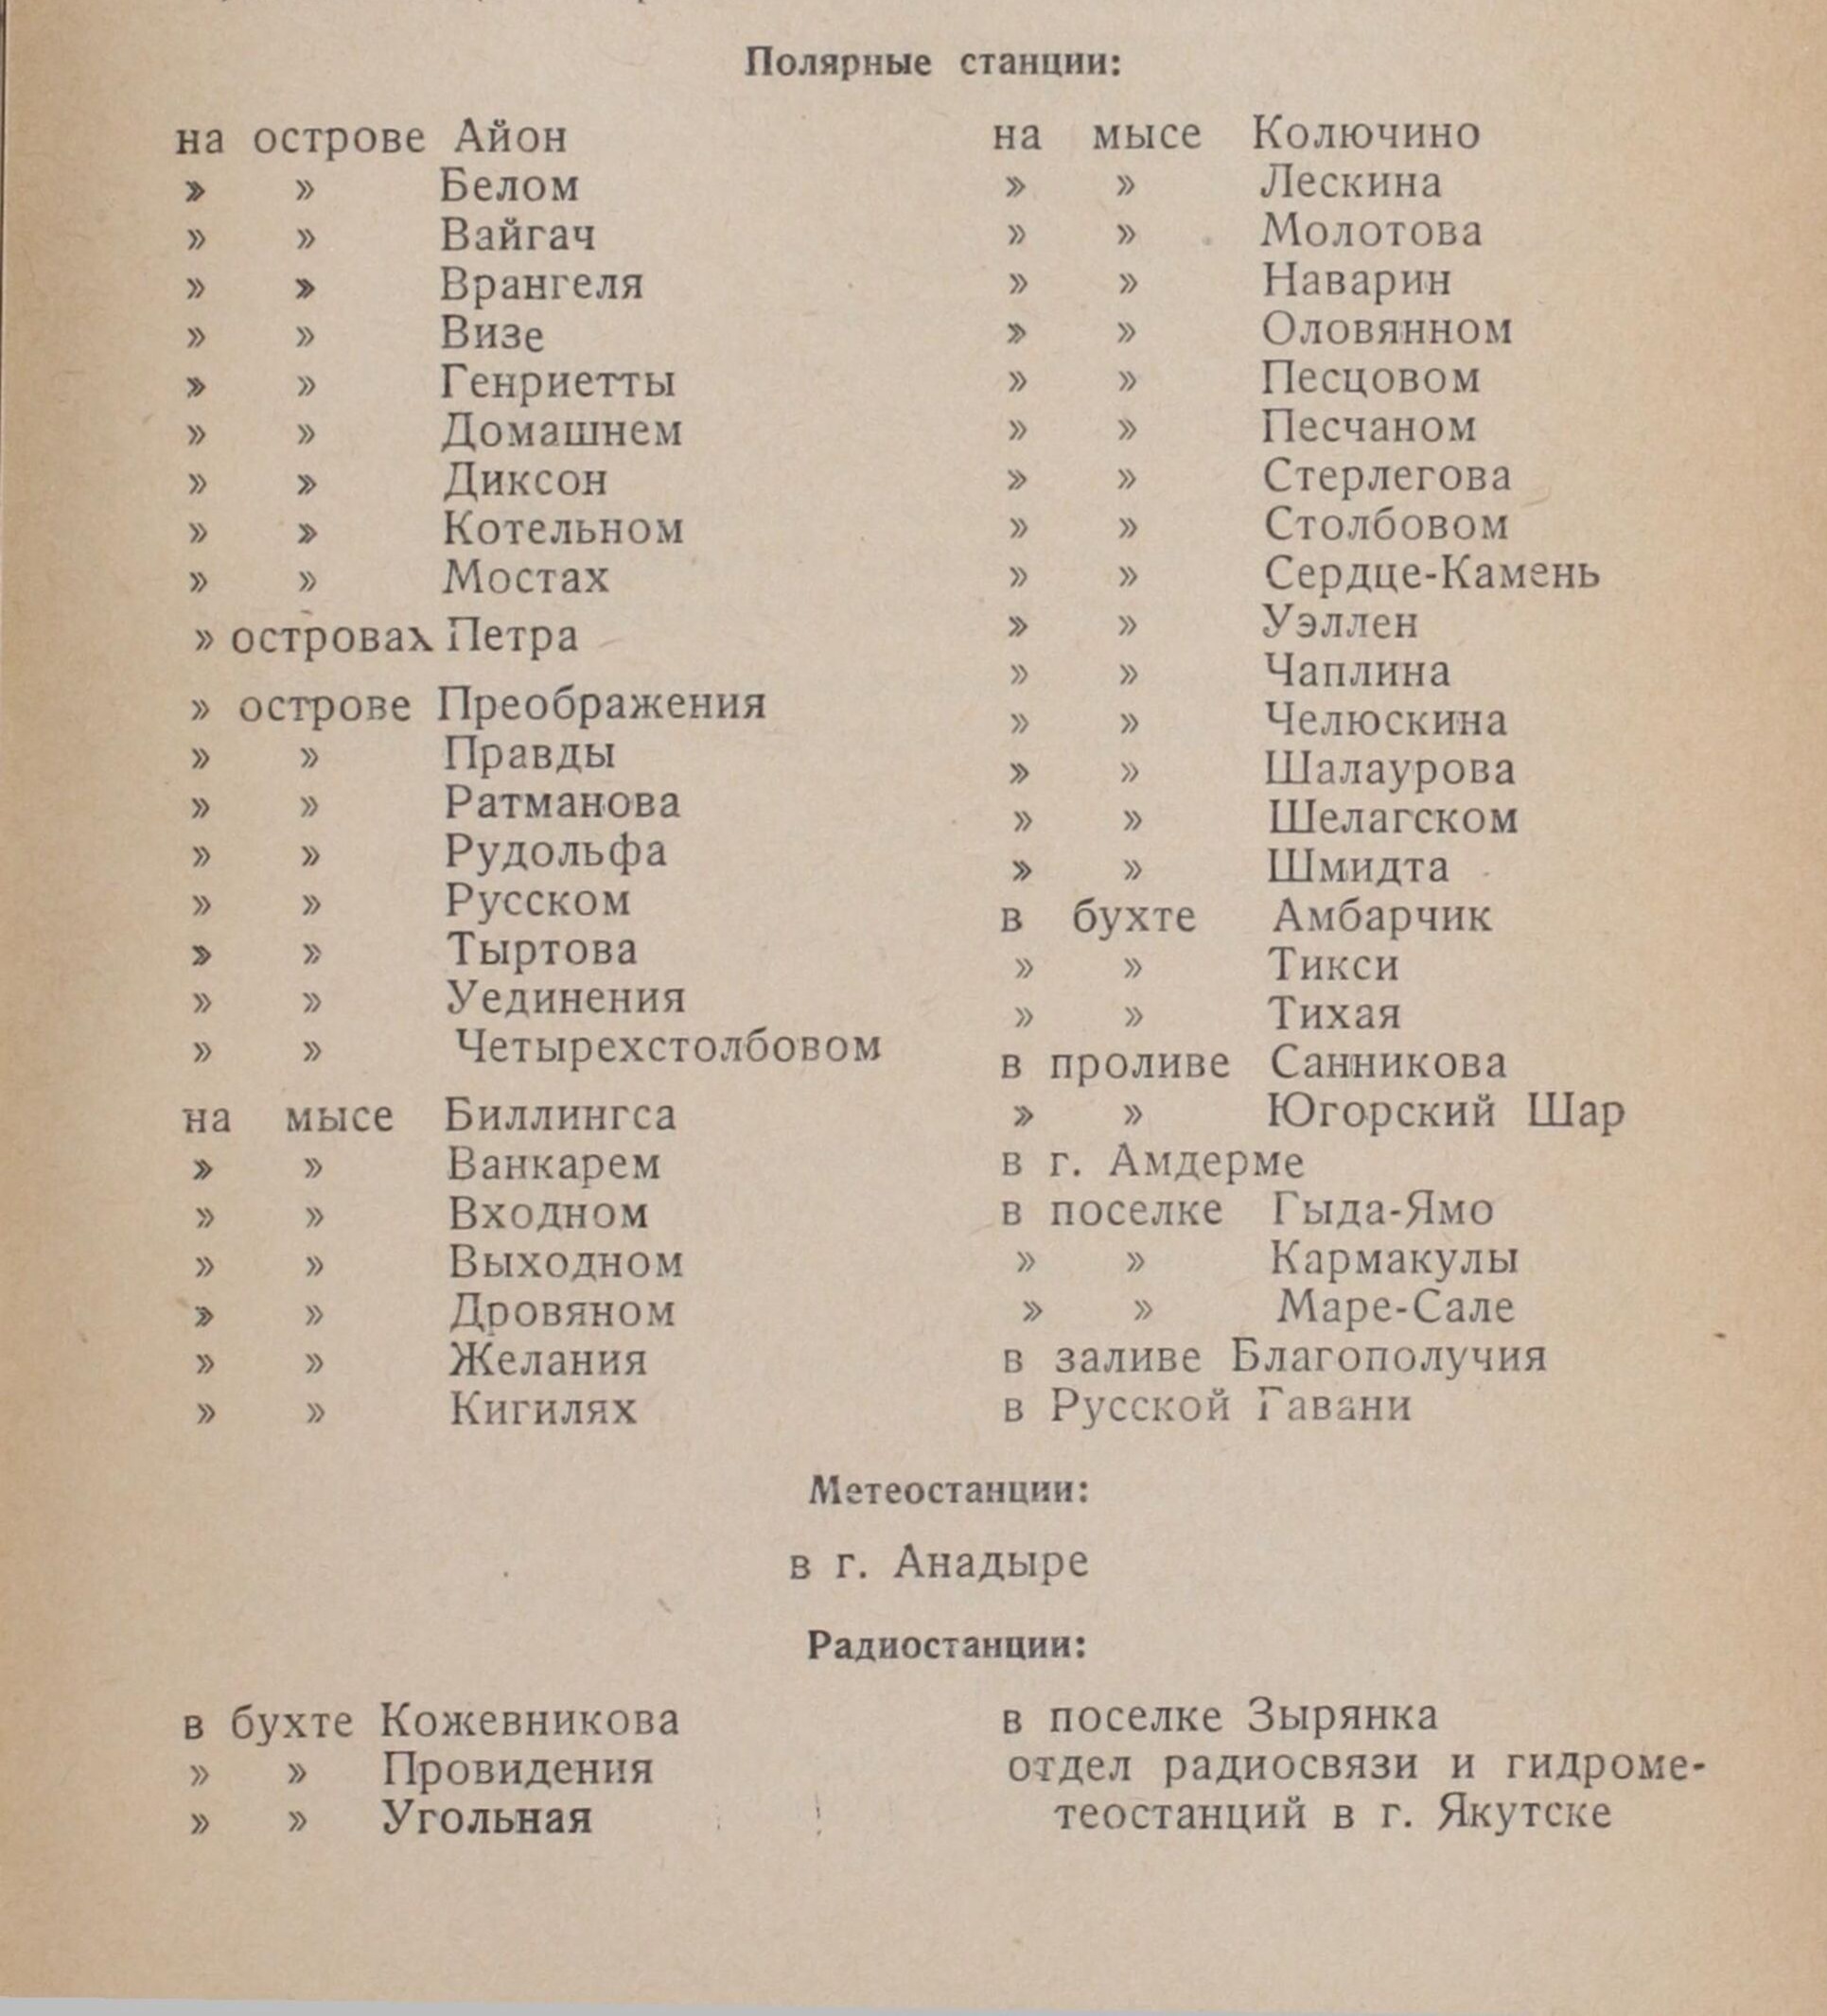 Полярные станции:
на острове Айон
» » Белом
» » Вайгач
» » Врангеля
» » Визе
» » Генриетты
» » Домашнем
» » Диксон
» » Котельном
» » Мостах
» островах Петра
» острове Преображения
» » Правды
» » Ратманова
» » Рудольфа
» » Русском
» » Тыртова
» » Уединения
» » Четырехстолбовом
на мысе Биллингса
» » Ванкарем
» » Входном
» » Выходном
» » Дровяном
» » Желания
» » Кигилях
на мысе Колючино
» » Лескина
» » Молотова
» » Наварин
» » Оловянном
» » Песцовом
» » Песчаном
» » Стерлегова
» » Столбовом
» » Сердце-Камень
» » Уэллен
» » Чаплина
» » Челюскина
» » Шалаурова
» » Шелагском
» » Шмидта
в бухте Амбарчик
» » Тикси
» » Тихая
в проливе Санникова
» » Югорский Шар
в г. Амдерме
в поселке Гыда-Ямо
» » Кармакулы
» » Маре-Сале
в заливе Благополучия
в Русской Гавани
Метеостанции:
в г. Анадыре
Радиостанции:
в бухте Кожевникова
» » Провидения
» » Угольная
в поселке Зырянка
отдел радиосвязи и гидроме-
теостанций в г. Якутске